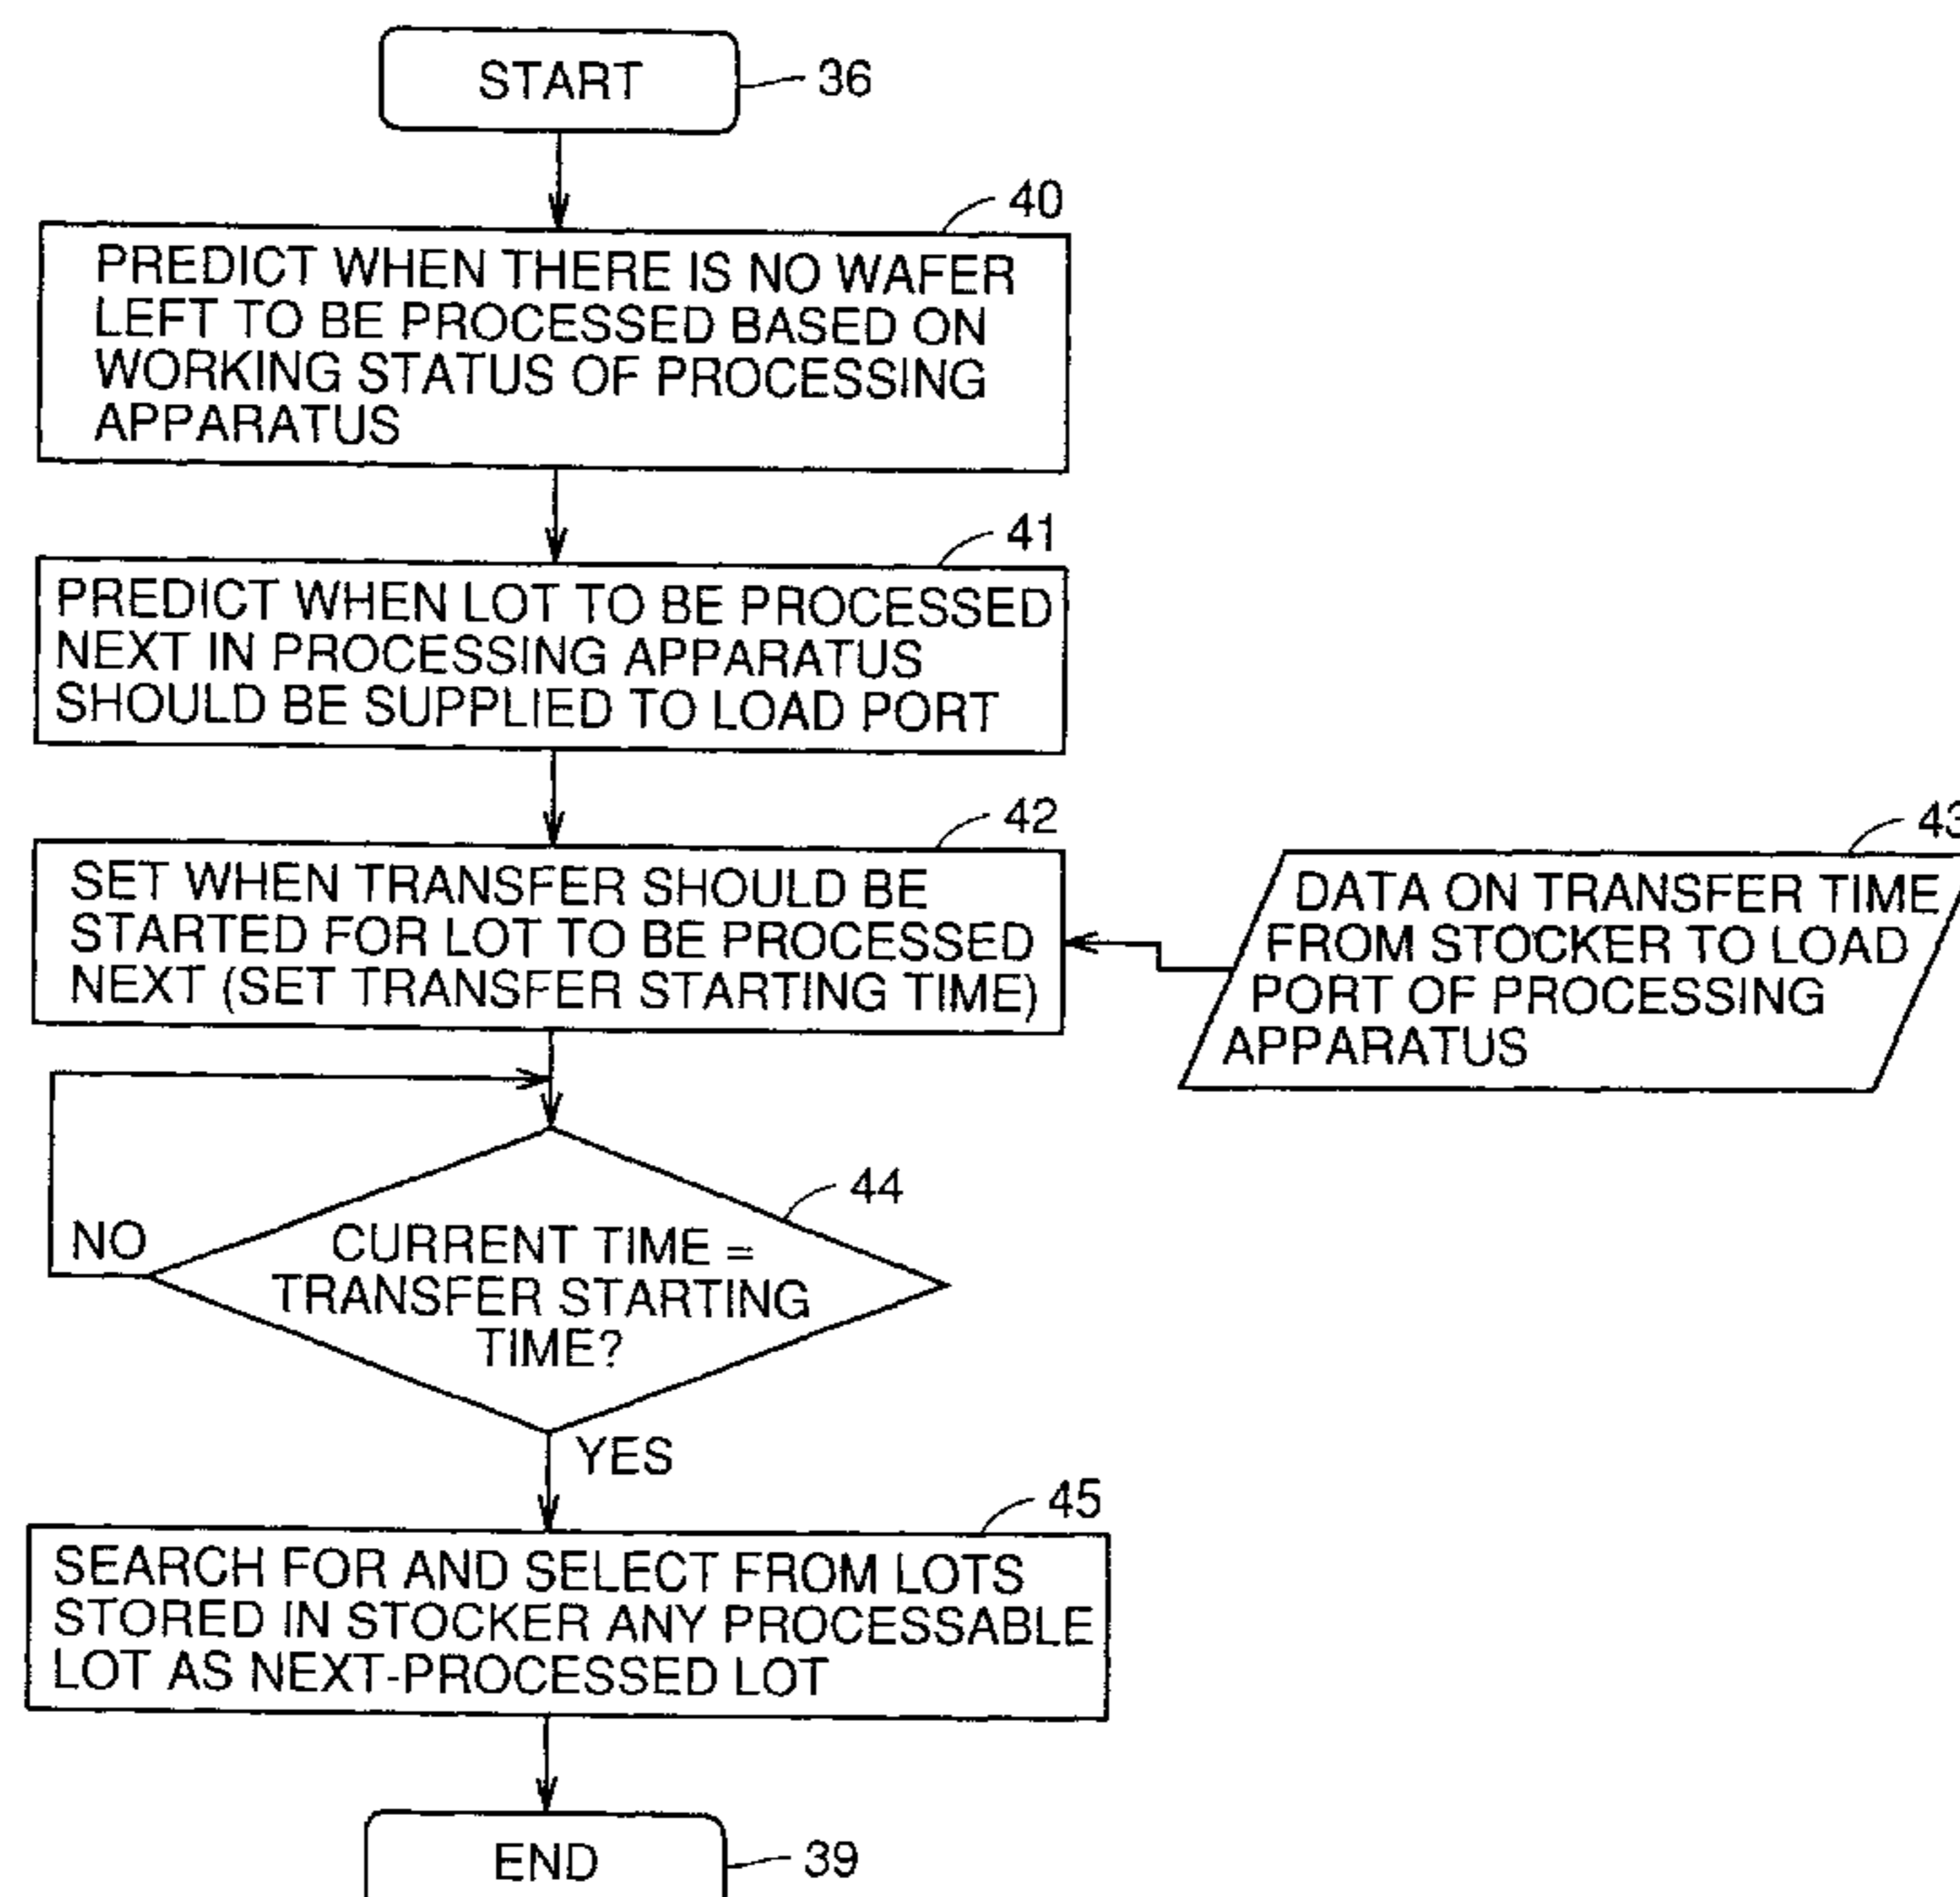 START
36
40
PREDICT WHEN THERE IS NO WAFER
LEFT TO BE PROCESSED BASED ON
WORKING STATUS OF PROCESSING
APPARATUS
41
PREDICT WHEN LOT TO BE PROCESSED
NEXT IN PROCESSING APPARATUS
SHOULD BE SUPPLIED TO LOAD PORT
42
SET WHEN TRANSFER SHOULD BE
STARTED FOR LOT TO BE PROCESSED
NEXT (SET TRANSFER STARTING TIME)
43
DATA ON TRANSFER TIME
FROM STOCKER TO LOAD
PORT OF PROCESSING
APPARATUS
44
NO
CURRENT TIME =
TRANSFER STARTING
TIME?
YES
45
SEARCH FOR AND SELECT FROM LOTS
STORED IN STOCKER ANY PROCESSABLE
LOT AS NEXT-PROCESSED LOT
END
39